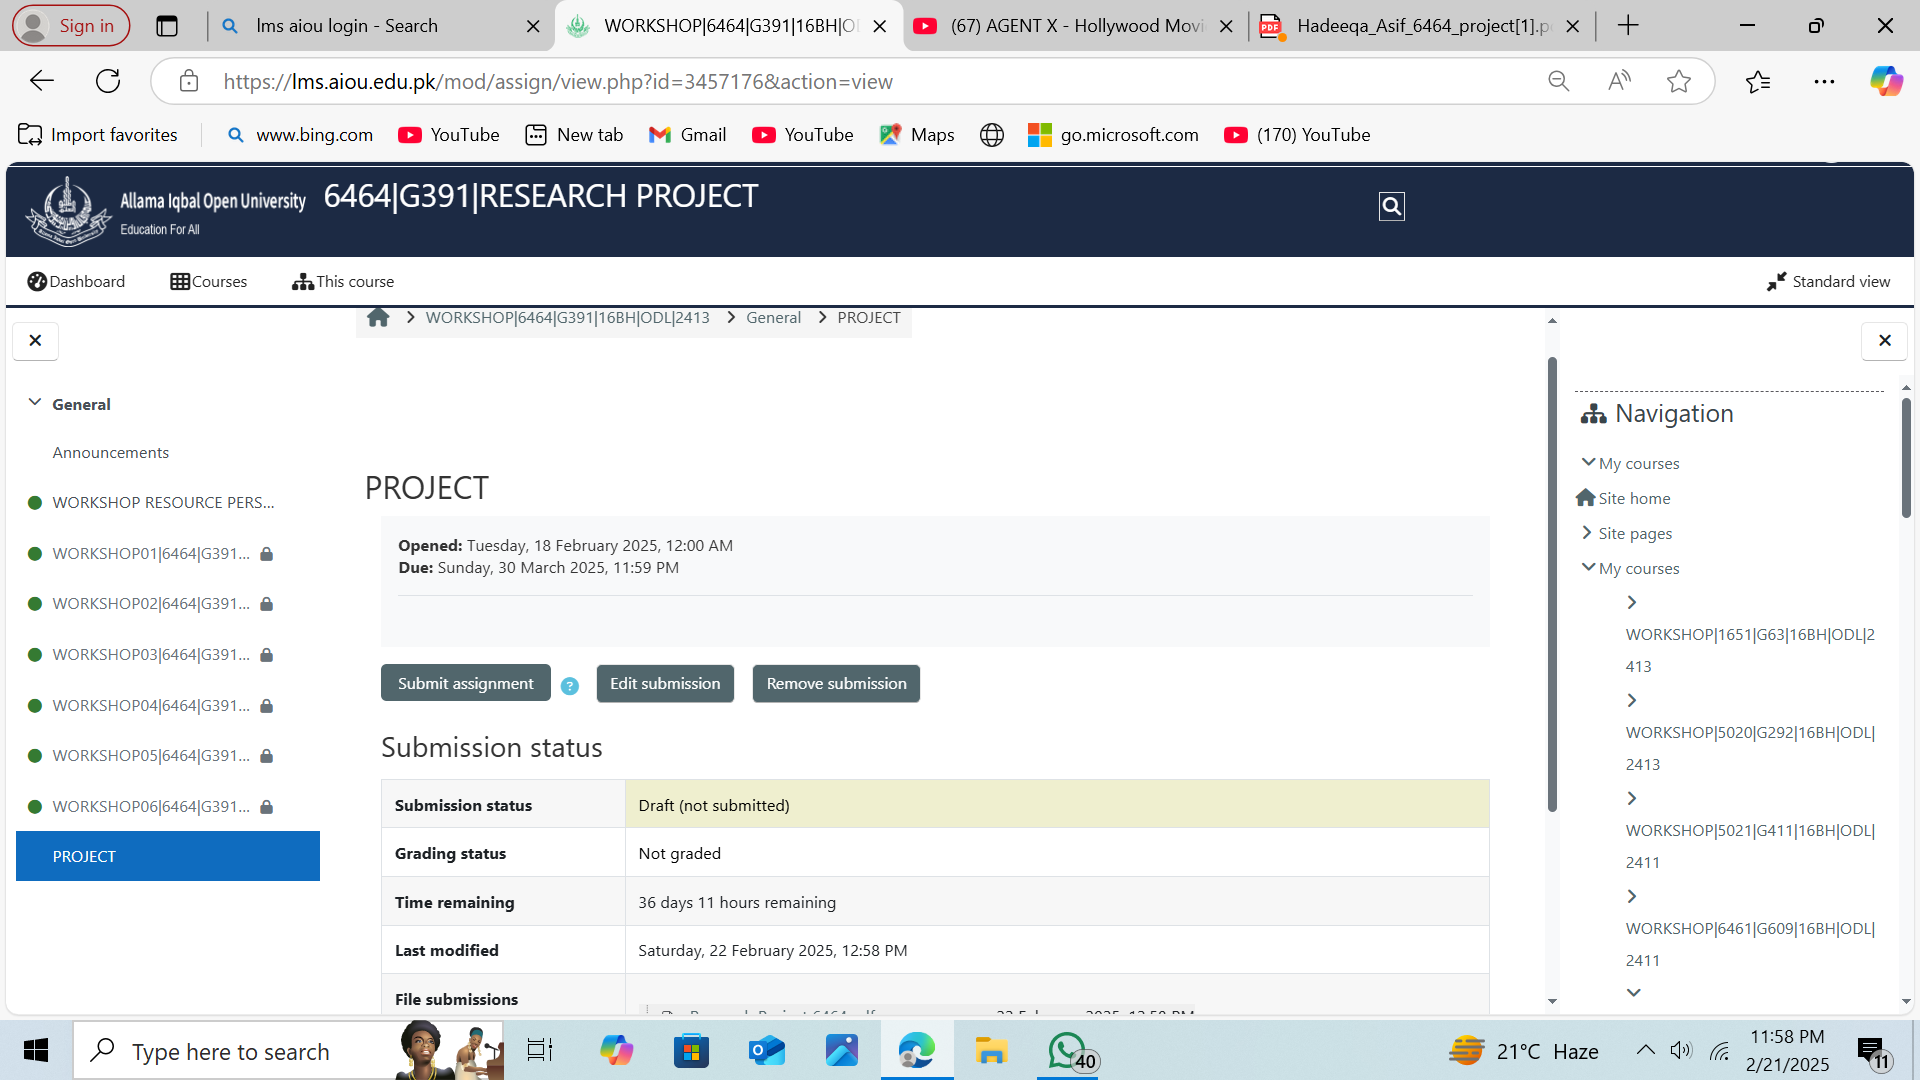 Sign in
lms aiou login - Search
WORKSHOP|6464|G391|16BH|O
(67) AGENT X - Hollywood Movi
Hadeeqa_Asif_6464_project[1].p
https://lms.aiou.edu.pk/mod/assign/view.php?id=3457176&action=view
Import favorites
www.bing.com
YouTube
New tab
Gmail
YouTube
Maps
go.microsoft.com
(170) YouTube
Allama Iqbal Open University
Education For All
6464|G391|RESEARCH PROJECT
Dashboard
Courses
This course
Standard view
WORKSHOP|6464|G391|16BH|ODL|2413
General
PROJECT
General
Announcements
WORKSHOP RESOURCE PERS...
WORKSHOP01|6464|G391...
WORKSHOP02|6464|G391...
WORKSHOP03|6464|G391...
WORKSHOP04|6464|G391...
WORKSHOP05|6464|G391...
WORKSHOP06|6464|G391...
PROJECT
PROJECT
Opened: Tuesday, 18 February 2025, 12:00 AM
Due: Sunday, 30 March 2025, 11:59 PM
Submit assignment
Edit submission
Remove submission
Submission status
Submission status
Draft (not submitted)
Grading status
Not graded
Time remaining
36 days 11 hours remaining
Last modified
Saturday, 22 February 2025, 12:58 PM
File submissions
Navigation
My courses
Site home
Site pages
My courses
WORKSHOP|1651|G63|16BH|ODL|2
413
WORKSHOP|5020|G292|16BH|ODL|
2413
WORKSHOP|5021|G411|16BH|ODL|
2411
WORKSHOP|6461|G609|16BH|ODL|
2411
Type here to search
40
21°C Haze
11:58 PM
2/21/2025
11